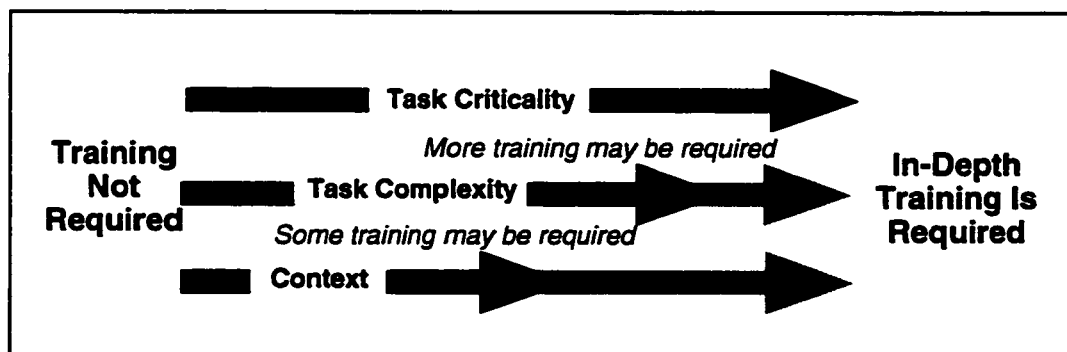 Task Criticality
More training may be required
Training
Not
Required
Task Complexity
In-Depth
Training Is
Required
Some training may be required
Context